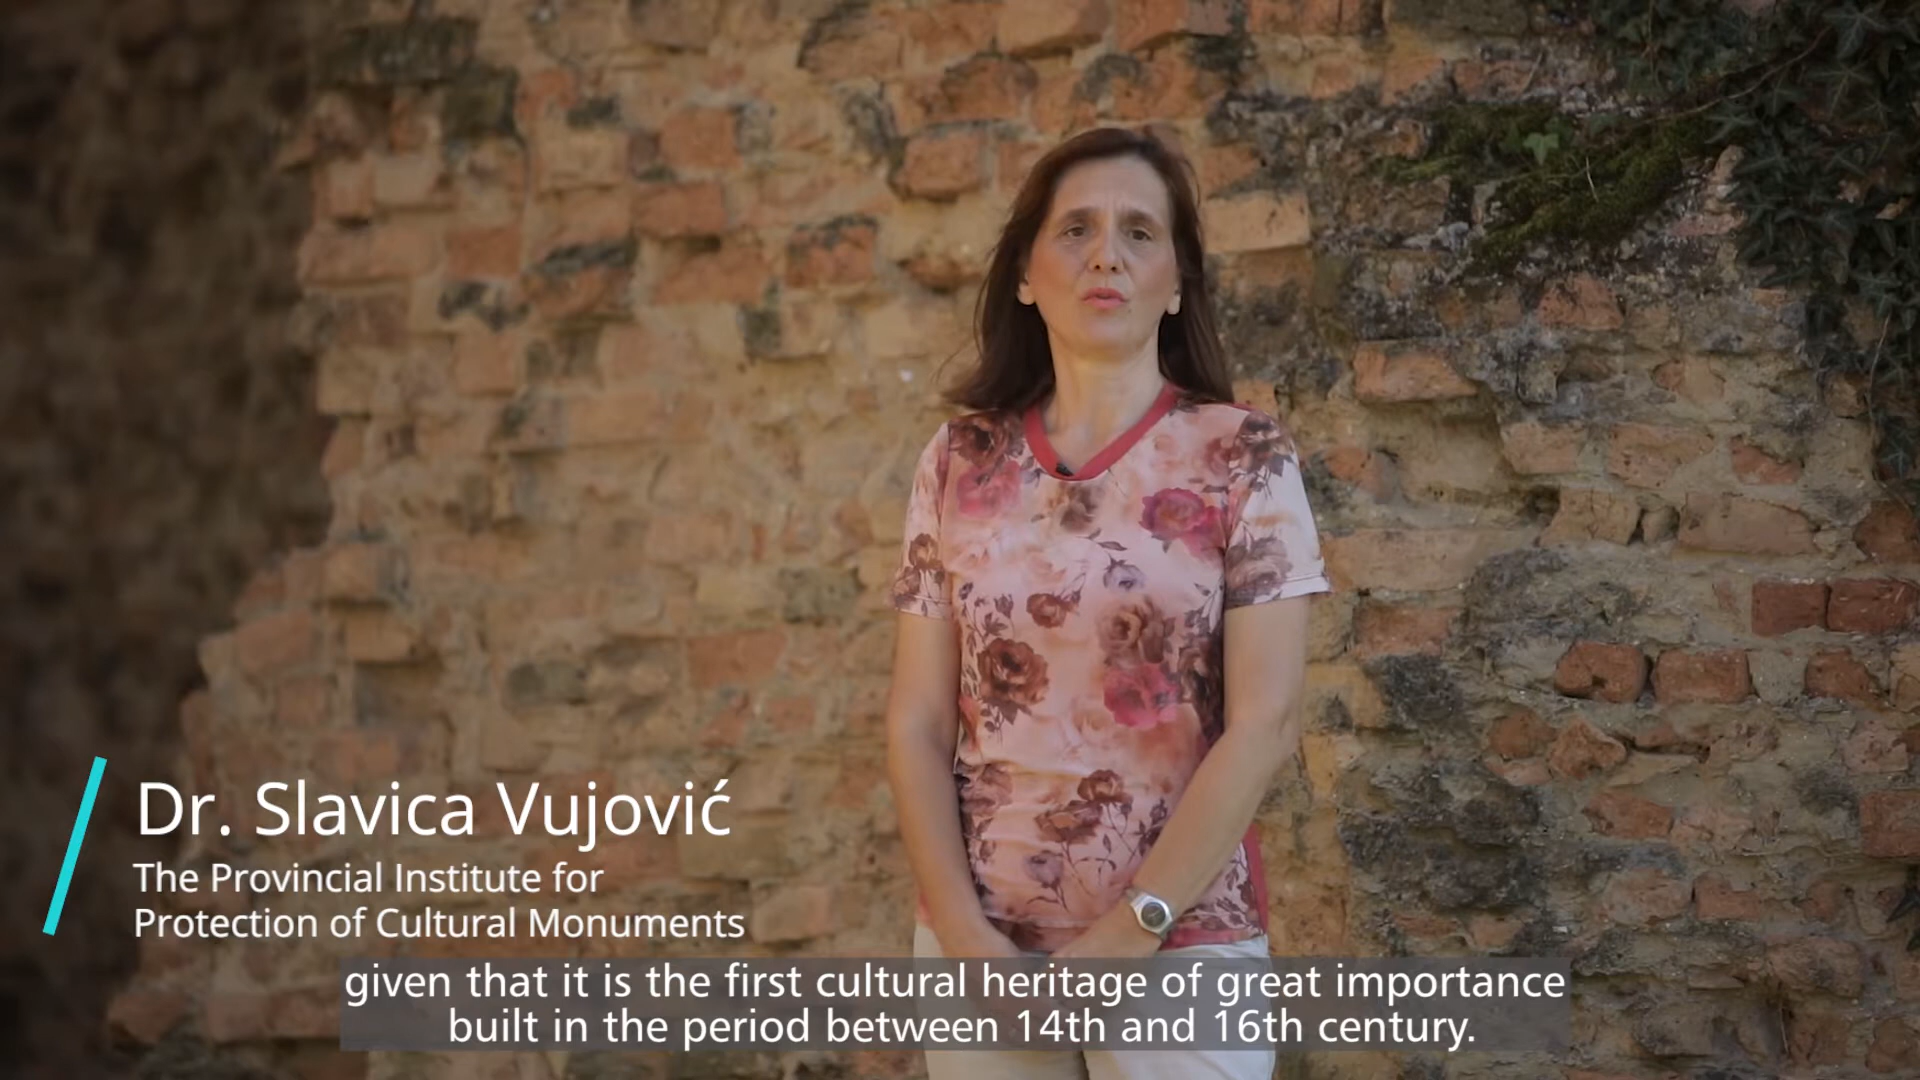 Dr. Slavica Vujović
The Provincial Institute for
Protection of Cultural Monuments
given that it is the first cultural heritage of great importance
built in the period between 14th and 16th century.